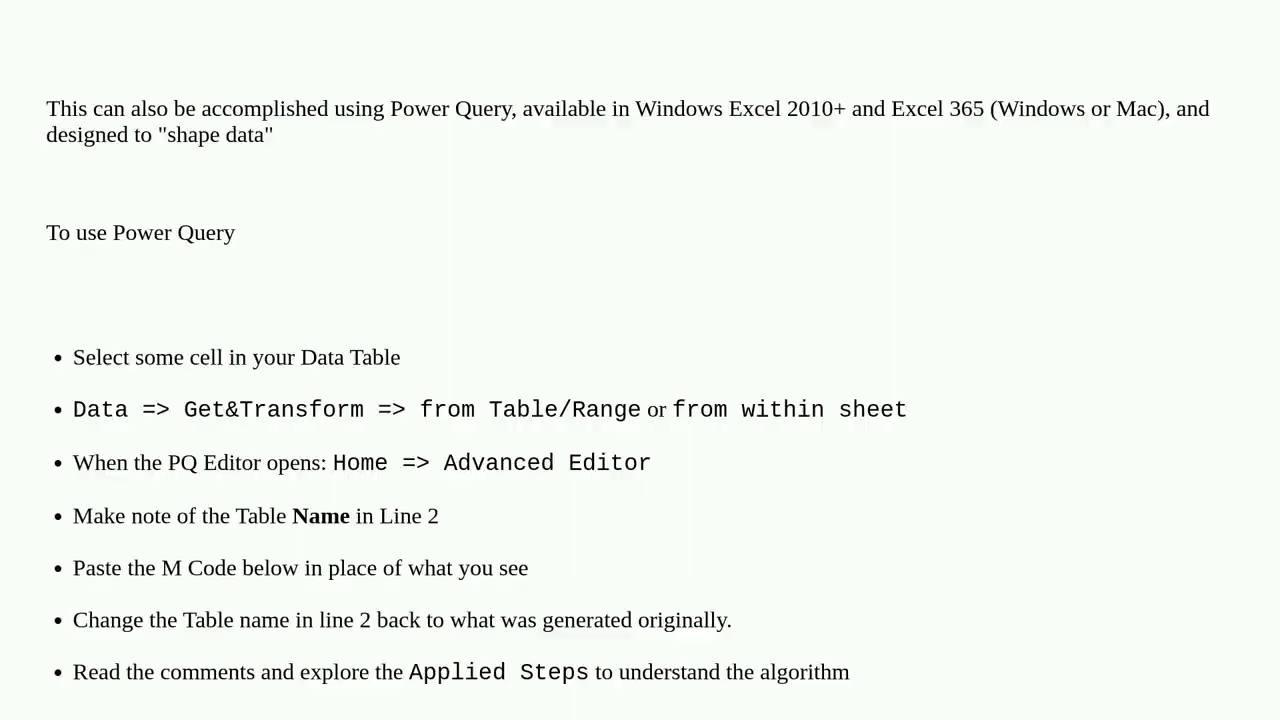 This can also be accomplished using Power Query, available in Windows Excel 2010+ and Excel 365 (Windows or Mac), and
designed to "shape data"
To use Power Query
• Select some cell in your Data Table
• Data => Get&Transform => from Table/Range or from within sheet
• When the PQ Editor opens: Home => Advanced Editor
• Make note of the Table Name in Line 2
• Paste the M Code below in place of what you see
• Change the Table name in line 2 back to what was generated originally.
• Read the comments and explore the Applied Steps to understand the algorithm